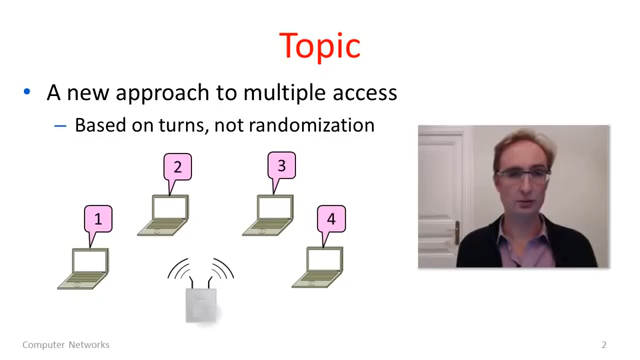 Topic
• A new approach to multiple access
– Based on turns, not randomization
1
2
3
4
Computer Networks
2